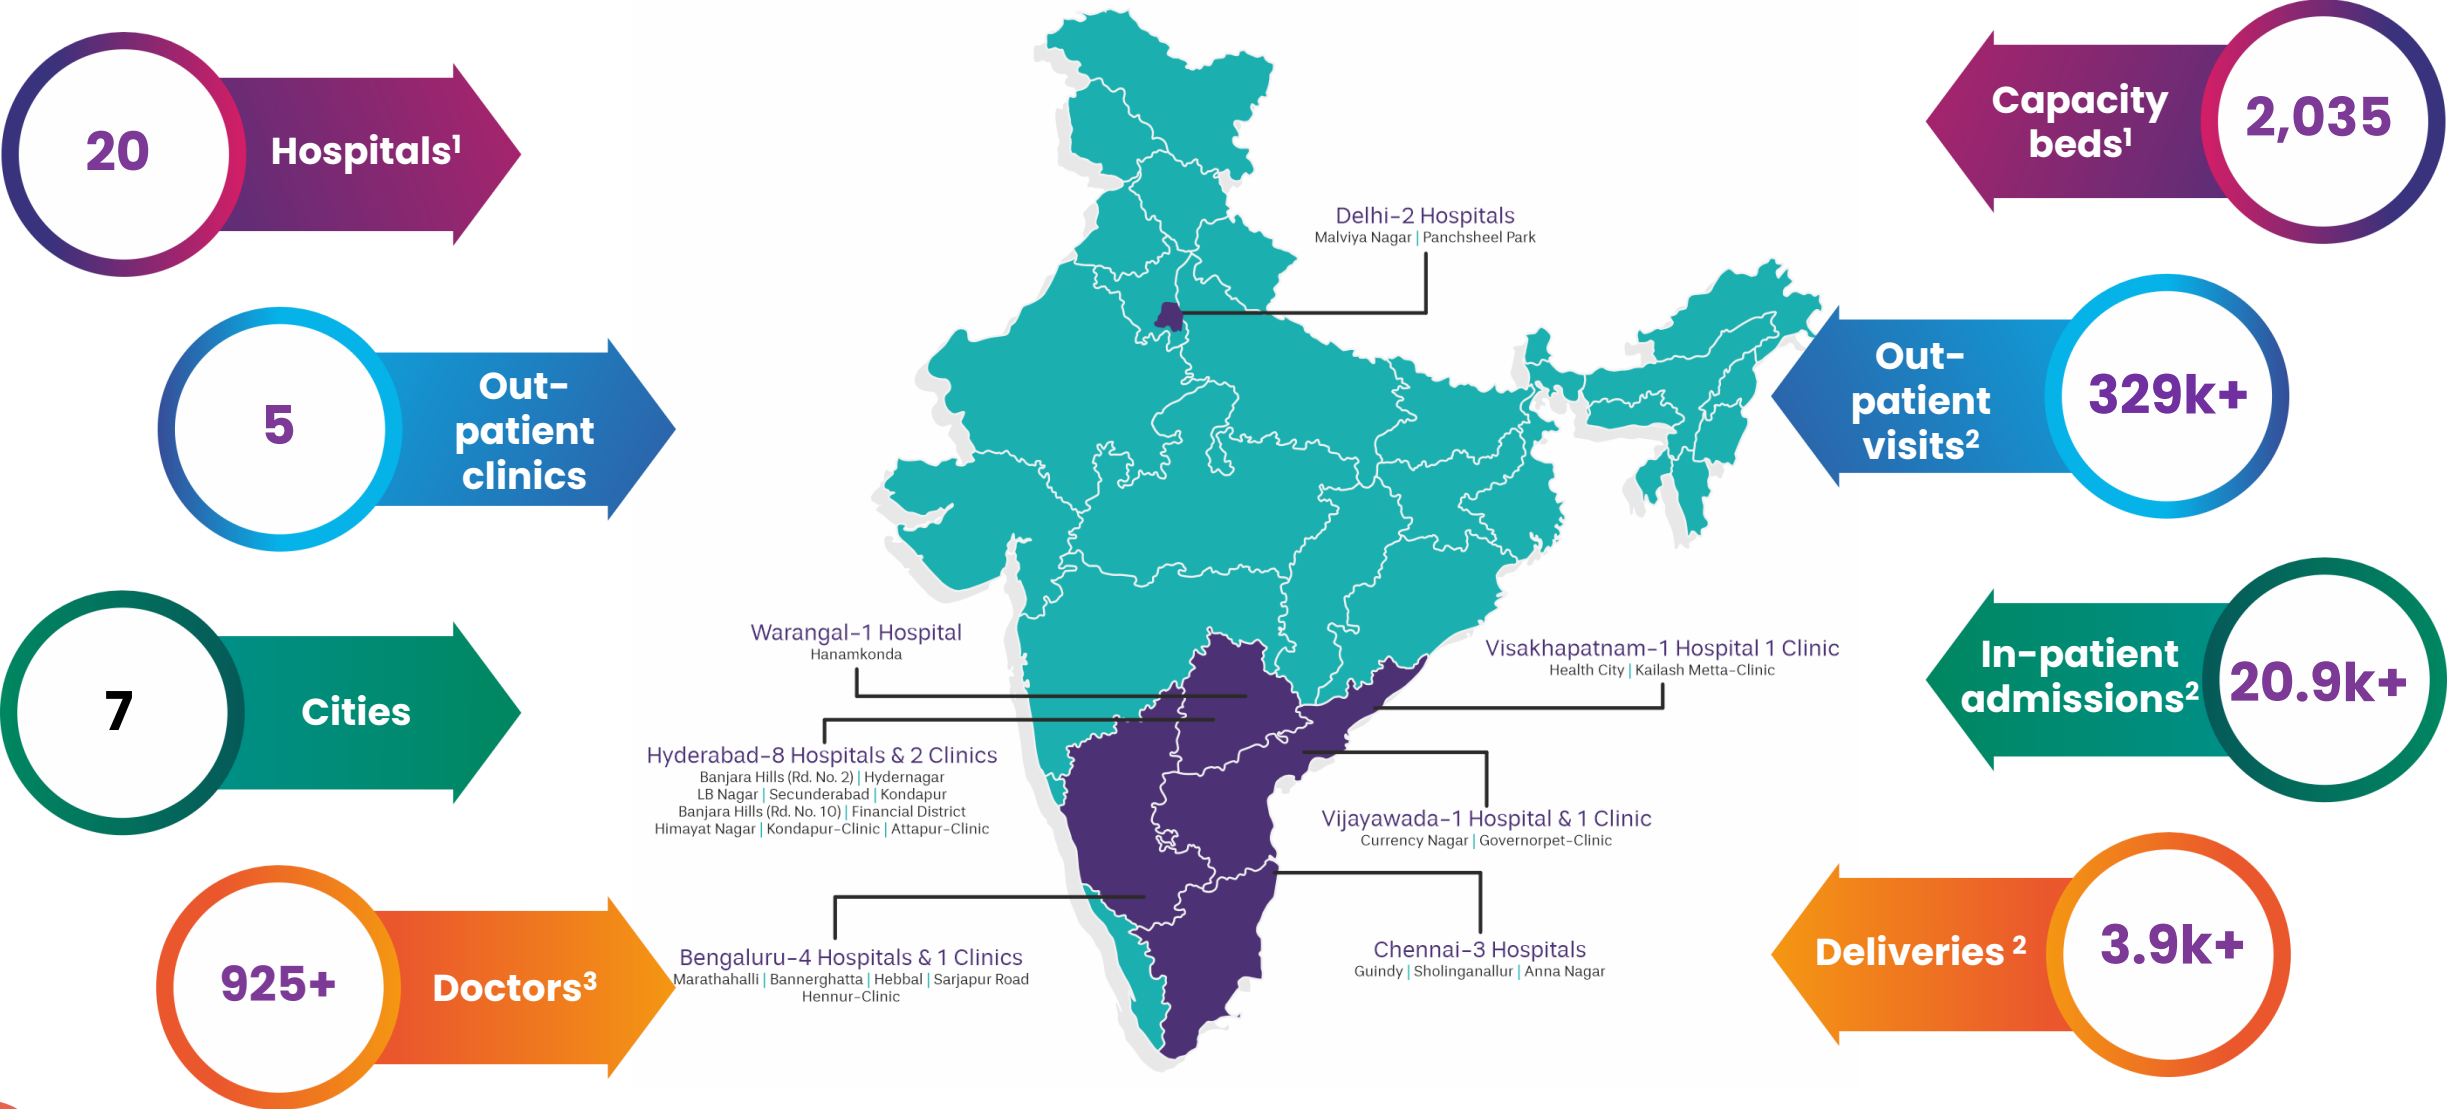 20
Hospitals¹
5
Out-
patient
clinics
7
Cities
925+
Doctors³
Delhi-2 Hospitals
Malviya Nagar | Panchsheel Park
Warangal-1 Hospital
Hanamkonda
Hyderabad-8 Hospitals & 2 Clinics
Banjara Hills (Rd. No. 2) | Hydernagar
LB Nagar | Secunderabad | Kondapur
Banjara Hills (Rd. No. 10) | Financial District
Himayat Nagar | Kondapur-Clinic | Attapur-Clinic
Bengaluru-4 Hospitals & 1 Clinics
Marathahalli | Bannerghatta | Hebbal | Sarjapur Road
Hennur-Clinic
Visakhapatnam-1 Hospital 1 Clinic
Health City | Kailash Metta-Clinic
Vijayawada-1 Hospital & 1 Clinic
Currency Nagar | Governorpet-Clinic
Chennai-3 Hospitals
Guindy | Sholinganallur | Anna Nagar
Capacity
beds¹
2,035
Out-
patient
visits²
329k+
In-patient
admissions²
20.9k+
Deliveries ²
3.9k+